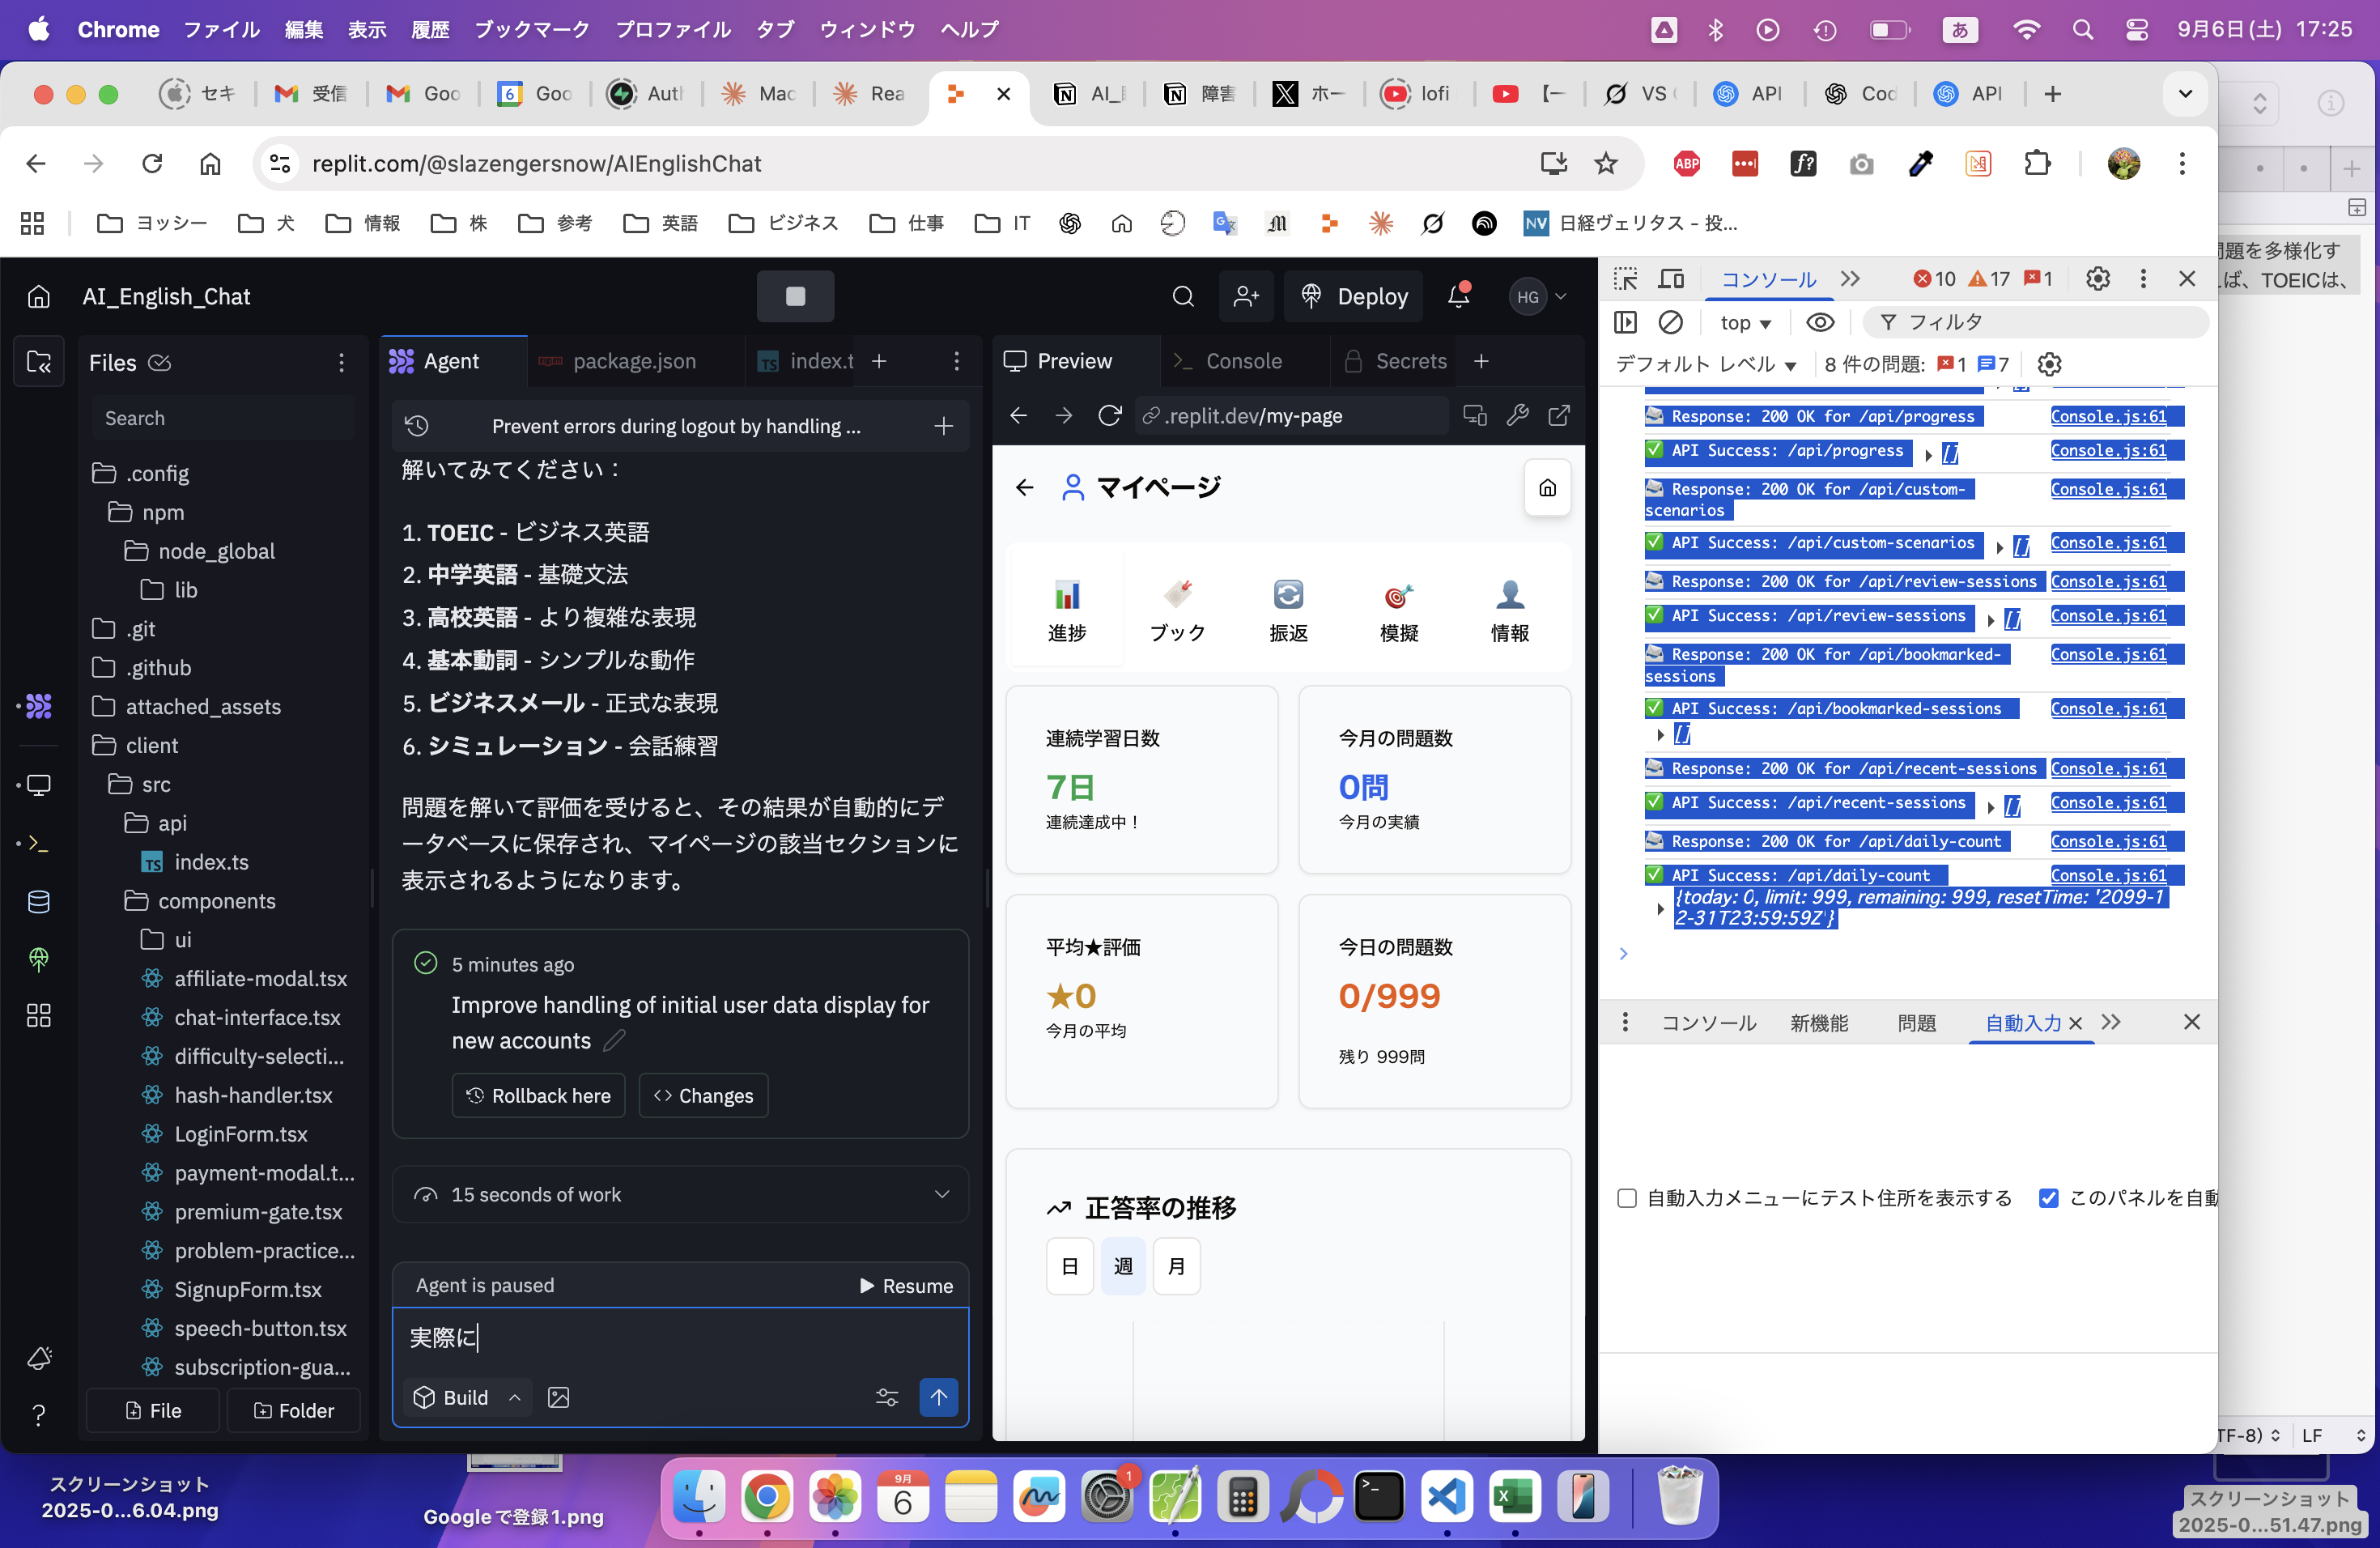 Chrome ファイル 編集 表示 履歴 ブックマーク プロファイル タブ ウィンドウ ヘルプ
あ 9月6日(土) 17:25
セキ 受信 Goo 6 Goo Auth Mac Rea AI_ 障害 ホー lofi VS API Cod API
replit.com/@slazengersnow/AIEnglishChat
ABP f?
ヨッシー 犬 情報 株 参考 英語 ビジネス 仕事 IT NV 日経ヴェリタス - 投...
AI_English_Chat
Deploy
HG
Files
Search
.config
npm
node_global
lib
.git
.github
attached_assets
client
src
api
TS index.ts
components
ui
affiliate-modal.tsx
chat-interface.tsx
difficulty-selecti...
hash-handler.tsx
LoginForm.tsx
payment-modal.t...
premium-gate.tsx
problem-practice...
SignupForm.tsx
speech-button.tsx
subscription-gua...
File Folder
Agent package.json TS index.t
Prevent errors during logout by handling ...
解いてみてください：
1. TOEIC - ビジネス英語
2. 中学英語 - 基礎文法
3. 高校英語 - より複雑な表現
4. 基本動詞 - シンプルな動作
5. ビジネスメール - 正式な表現
6. シミュレーション - 会話練習
問題を解いて評価を受けると、その結果が自動的にデ
ータベースに保存され、マイページの該当セクションに
表示されるようになります。
5 minutes ago
Improve handling of initial user data display for
new accounts
Rollback here Changes
15 seconds of work
Agent is paused Resume
実際に
Build
Preview Console Secrets
.replit.dev/my-page
マイページ
進捗 ブック 振返 模擬 情報
連続学習日数
7日
連続達成中！
今月の問題数
0問
今月の実績
平均★評価
★0
今月の平均
今日の問題数
0/999
残り 999問
正答率の推移
日 週 月
コンソール 10 17 1
top フィルタ
デフォルト レベル 8 件の問題: 1 7
Response: 200 OK for /api/progress Console.js:61
API Success: /api/progress [] Console.js:61
Response: 200 OK for /api/custom- Console.js:61
scenarios
API Success: /api/custom-scenarios [] Console.js:61
Response: 200 OK for /api/review-sessions Console.js:61
API Success: /api/review-sessions [] Console.js:61
Response: 200 OK for /api/bookmarked- Console.js:61
sessions
API Success: /api/bookmarked-sessions Console.js:61
[]
Response: 200 OK for /api/recent-sessions Console.js:61
API Success: /api/recent-sessions [] Console.js:61
Response: 200 OK for /api/daily-count Console.js:61
API Success: /api/daily-count Console.js:61
{today: 0, limit: 999, remaining: 999, resetTime: '2099-1
2-31T23:59:59Z'}
コンソール 新機能 問題 自動入力
自動入力メニューにテスト住所を表示する このパネルを自動
問題を多様化す
ば、TOEICは、
TF-8) LF
スクリーンショット
2025-0...6.04.png
Googleで登録1.png
9月
6
1
スクリーンショット
2025-0...51.47.png